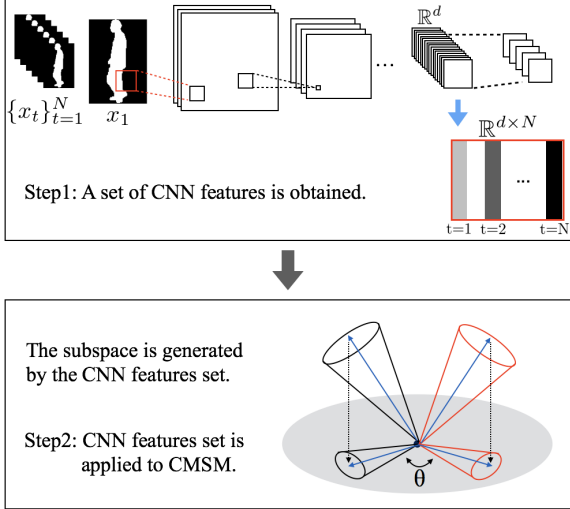 ℝ^d
{x_t}_{t=1}^N
x_1
...
ℝ^{d×N}
...
t=1 t=2 t=N
Step1: A set of CNN features is obtained.
The subspace is generated
by the CNN features set.
Step2: CNN features set is
applied to CMSM.
θ